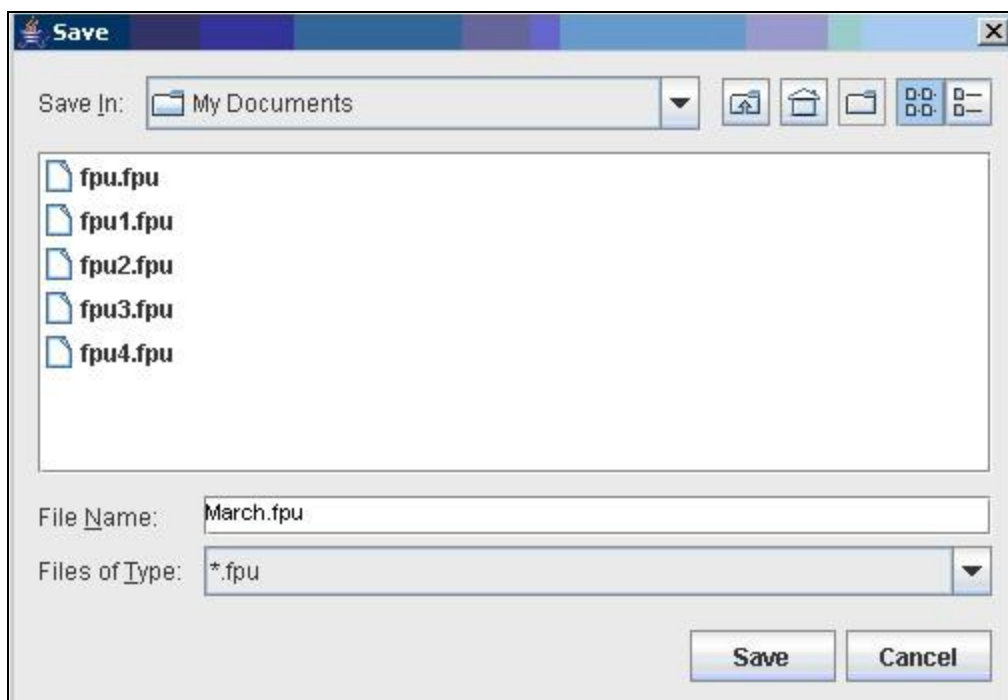 Save
Save In: My Documents
fpu.fpu
fpu1.fpu
fpu2.fpu
fpu3.fpu
fpu4.fpu
File Name: March.fpu
Files of Type: *.fpu
Save Cancel